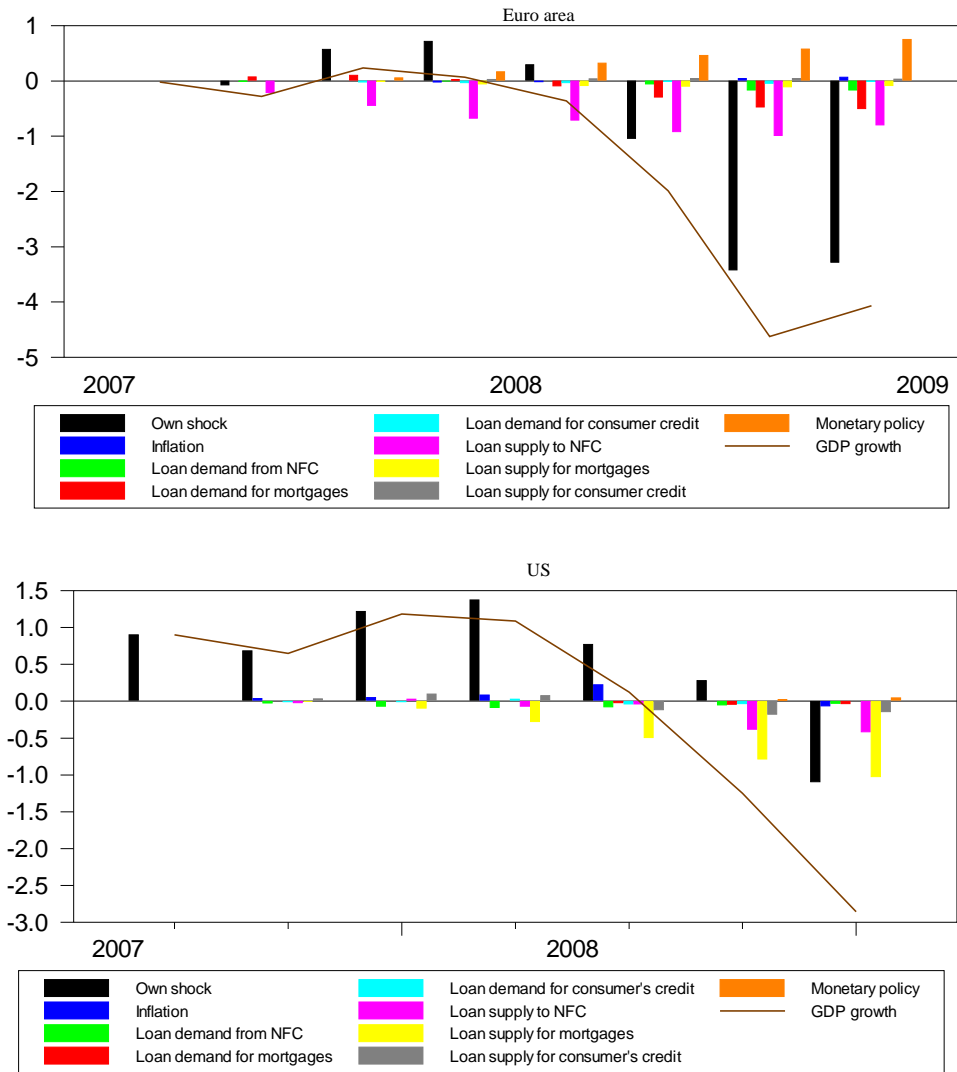 Euro area
1
0
-1
-2
-3
-4
-5
2007 2008 2009
Own shock Loan demand for consumer credit Monetary policy
Inflation Loan supply to NFC GDP growth
Loan demand from NFC Loan supply for mortgages
Loan demand for mortgages Loan supply for consumer credit
US
1.5
1.0
0.5
0.0
-0.5
-1.0
-1.5
-2.0
-2.5
-3.0
2007 2008
Own shock Loan demand for consumer's credit Monetary policy
Inflation Loan supply to NFC GDP growth
Loan demand from NFC Loan supply for mortgages
Loan demand for mortgages Loan supply for consumer's credit